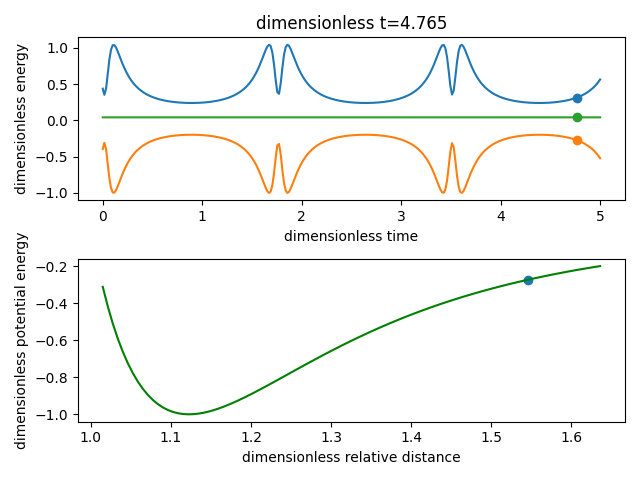 dimensionless t=4.765
dimensionless energy
1.0
0.5
0.0
−0.5
−1.0
0 1 2 3 4 5
dimensionless time
dimensionless potential energy
−0.2
−0.4
−0.6
−0.8
−1.0
1.0 1.1 1.2 1.3 1.4 1.5 1.6
dimensionless relative distance